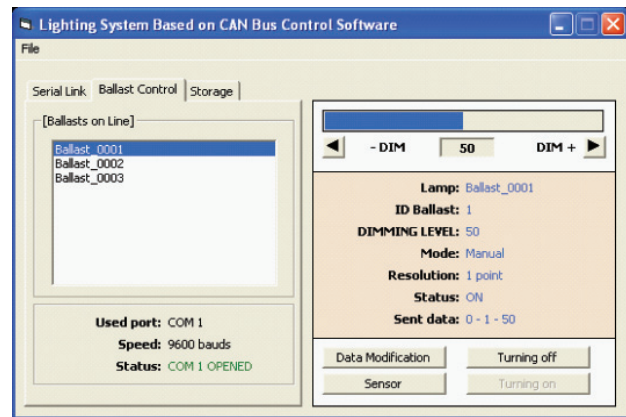 Lighting System Based on CAN Bus Control Software
File
Serial Link Ballast Control Storage
[Ballasts on Line]
Ballast_0001
Ballast_0002
Ballast_0003
Used port: COM 1
Speed: 9600 bauds
Status: COM 1 OPENED
- DIM 50 DIM +
Lamp: Ballast_0001
ID Ballast: 1
DIMMING LEVEL: 50
Mode: Manual
Resolution: 1 point
Status: ON
Sent data: 0 - 1 - 50
Data Modification Turning off
Sensor Turning on